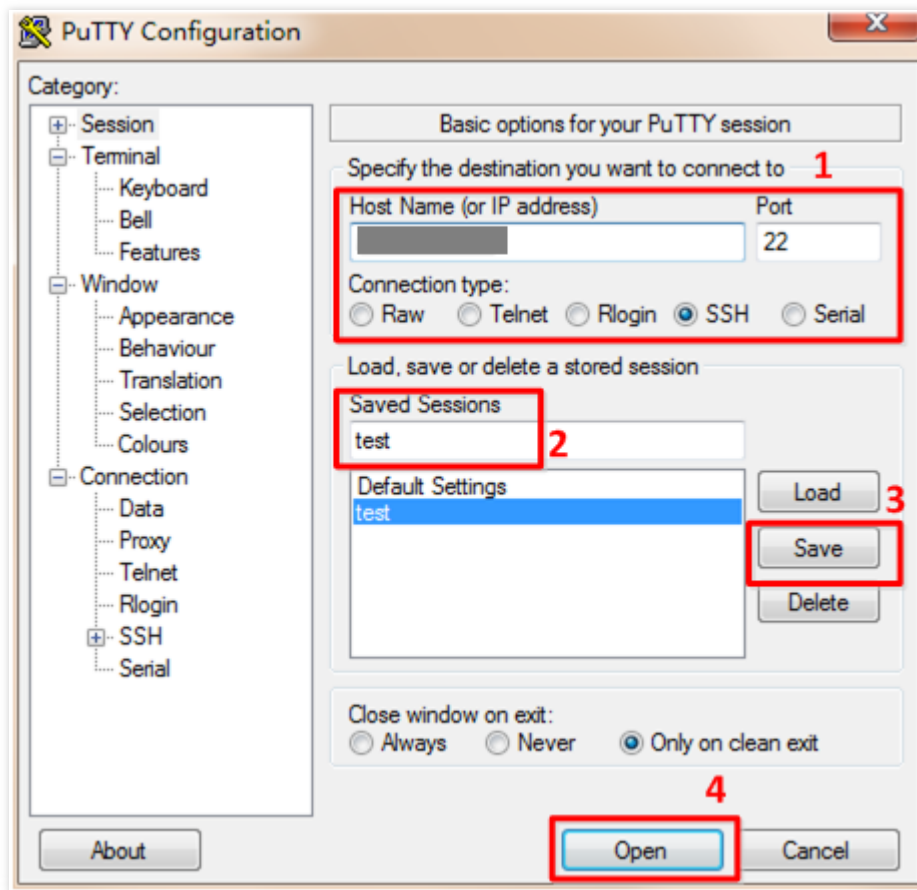 PuTTY Configuration
X
Category:
Session
Terminal
Keyboard
Bell
Features
Window
Appearance
Behaviour
Translation
Selection
Colours
Connection
Data
Proxy
Telnet
Rlogin
SSH
Serial
Basic options for your PuTTY session
Specify the destination you want to connect to 1
Host Name (or IP address) Port
22
Connection type:
Raw Telnet Rlogin SSH Serial
Load, save or delete a stored session
Saved Sessions
test 2
Default Settings
test
Load
3
Save
Delete
Close window on exit:
Always Never Only on clean exit
4
About Open Cancel